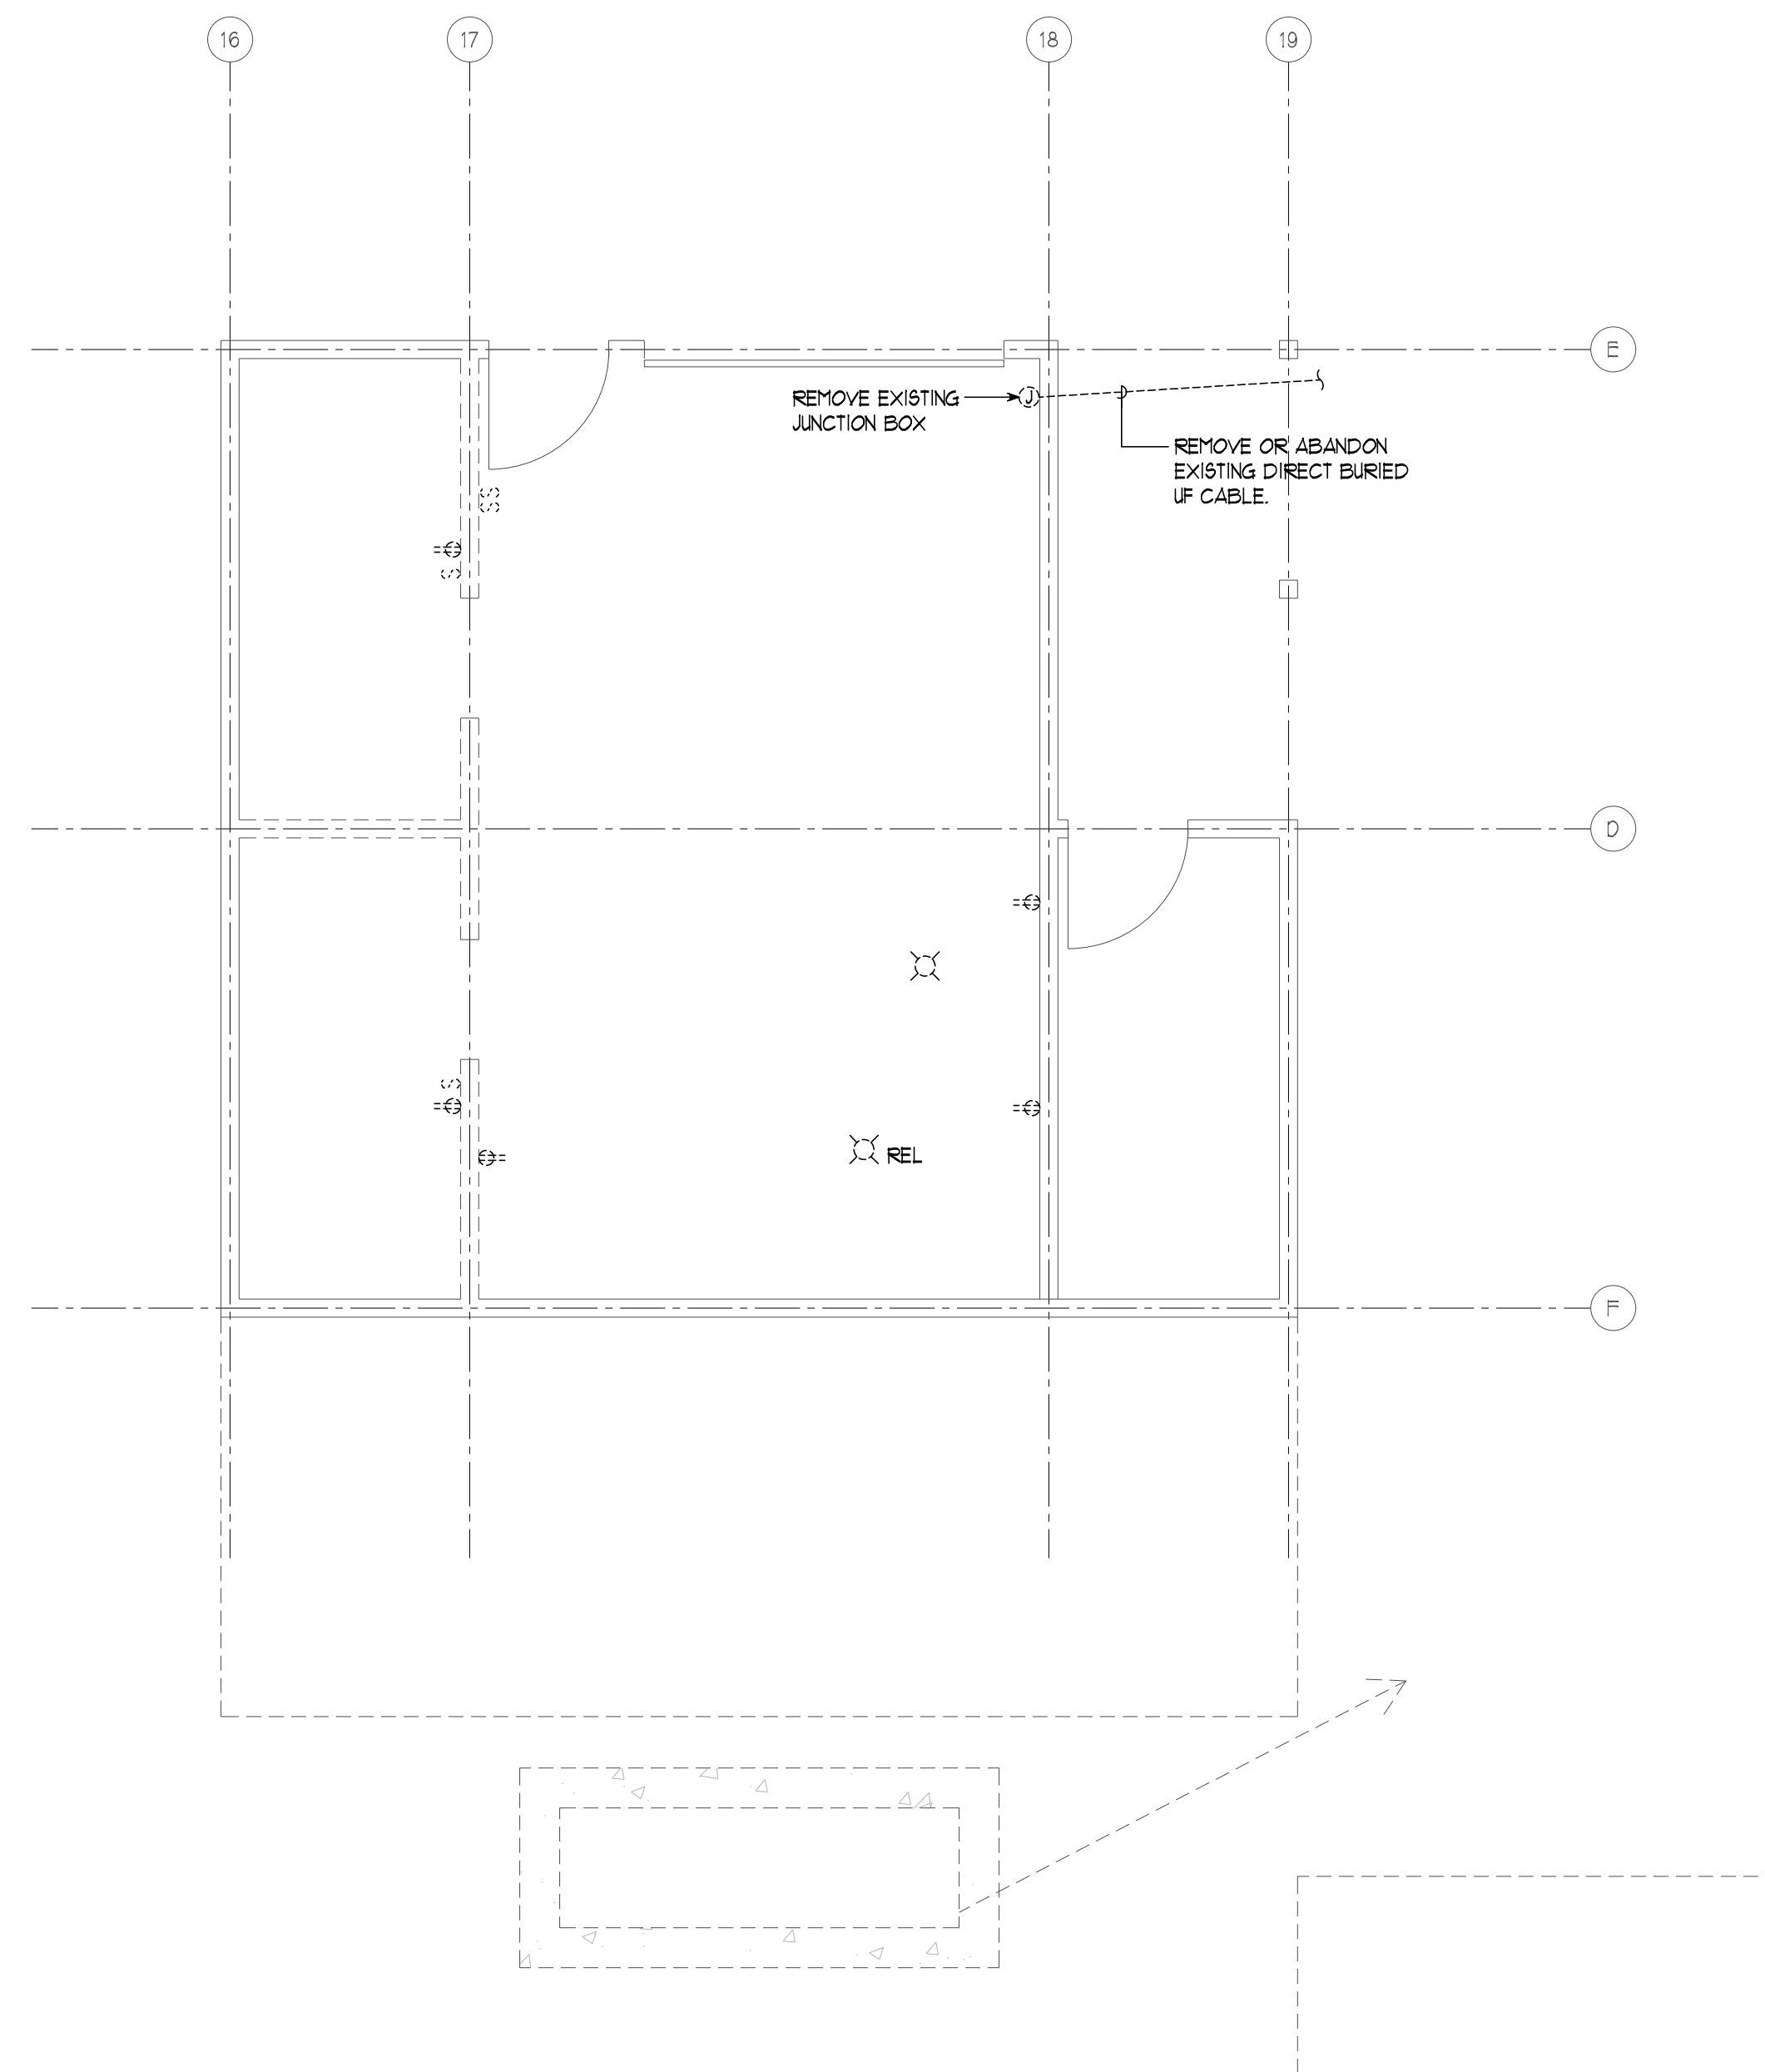 16 17 18 19
E
REMOVE EXISTING
JUNCTION BOX
J
REMOVE OR ABANDON
EXISTING DIRECT BURIED
UF CABLE.
S
S
S
D
S
REL
F